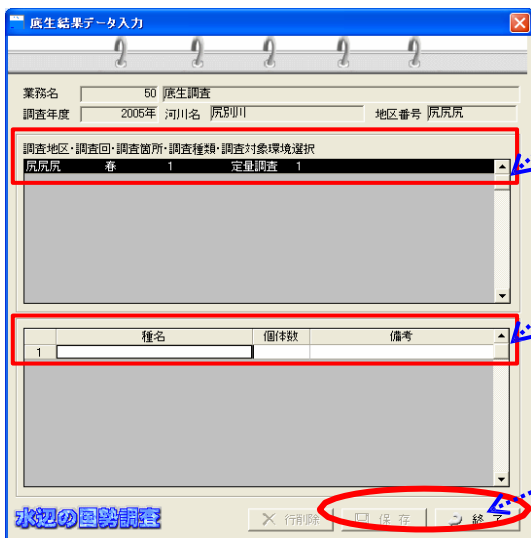 底生結果データ入力
業務名 50 底生調査
調査年度 2005年 河川名 尻別川 地区番号 尻尻尻
調査地区・調査回・調査箇所・調査種類・調査対象環境選択
尻尻尻 春 1 定量調査 1
種名 個体数 備考
1
水辺の国勢調査 行削除 保存 終了